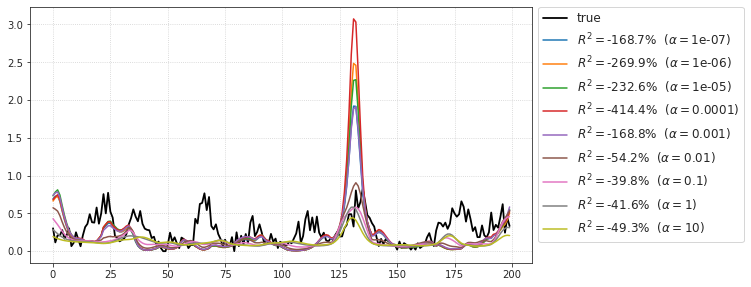 3.0
2.5
2.0
1.5
1.0
0.5
0.0
0 25 50 75 100 125 150 175 200
true
R² = -168.7% (α = 1e-07)
R² = -269.9% (α = 1e-06)
R² = -232.6% (α = 1e-05)
R² = -414.4% (α = 0.0001)
R² = -168.8% (α = 0.001)
R² = -54.2% (α = 0.01)
R² = -39.8% (α = 0.1)
R² = -41.6% (α = 1)
R² = -49.3% (α = 10)